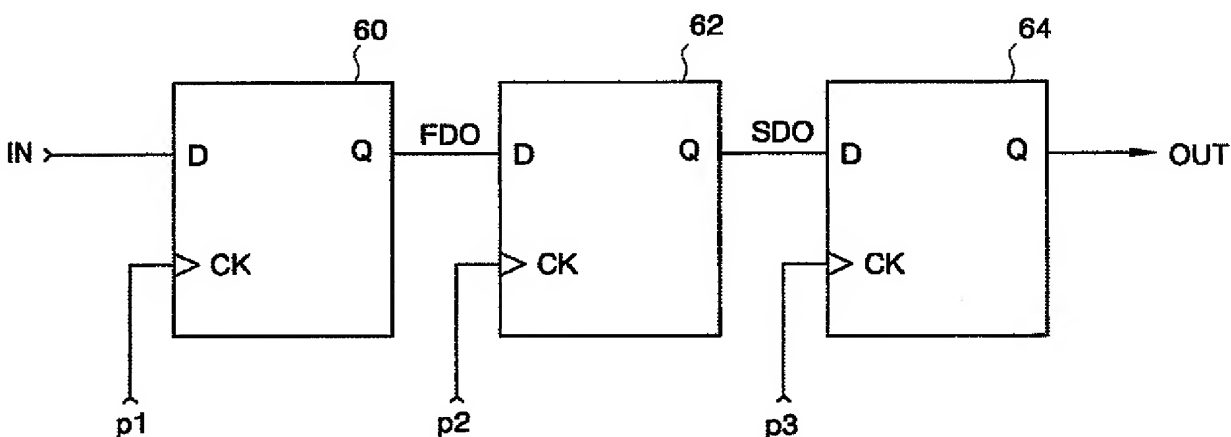 60 62 64
IN D Q FDO D Q SDO D Q OUT
CK CK CK
p1 p2 p3